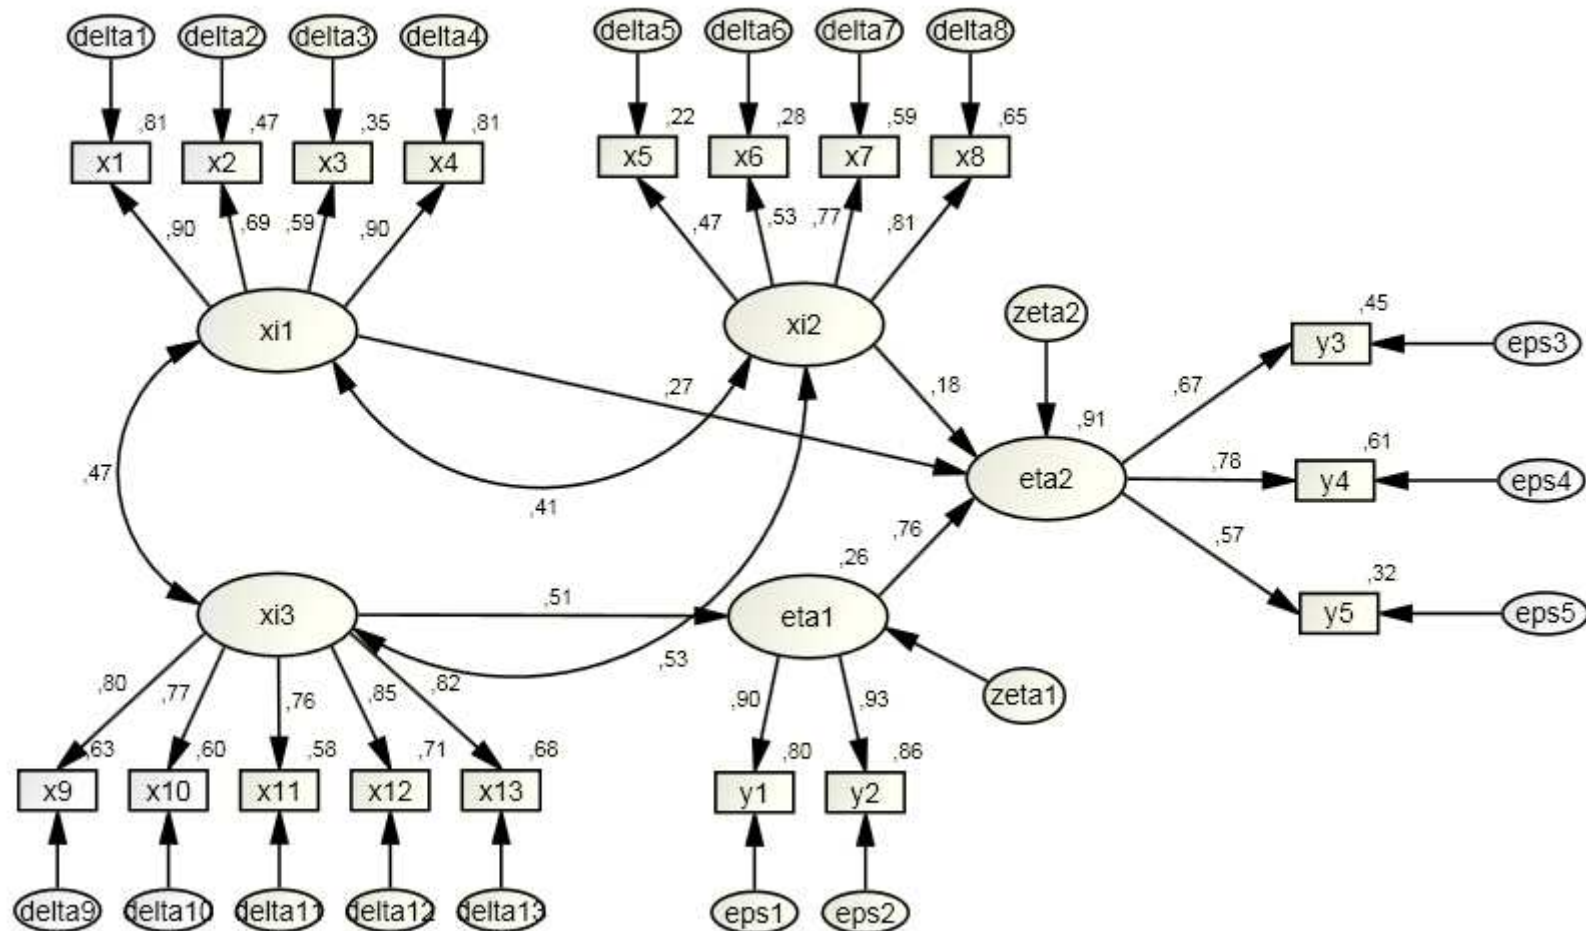 delta1 delta2 delta3 delta4 delta5 delta6 delta7 delta8
,81 ,47 ,35 ,81 ,22 ,28 ,59 ,65
x1 x2 x3 x4 x5 x6 x7 x8
,90 ,69 ,59 ,90 ,47 ,53 ,77 ,81
xi1 xi2 zeta2 ,45
y3 eps3
,27 ,18 ,67
,91
,47 ,41 eta2 ,78 ,61
y4 eps4
,76 ,57
,26 ,32
xi3 ,51 eta1 y5 eps5
,53
,80 ,77 ,76 ,85 ,82 ,90 ,93 zeta1
,63 ,60 ,58 ,71 ,68 ,80 ,86
x9 x10 x11 x12 x13 y1 y2
delta9 delta10 delta11 delta12 delta13 eps1 eps2